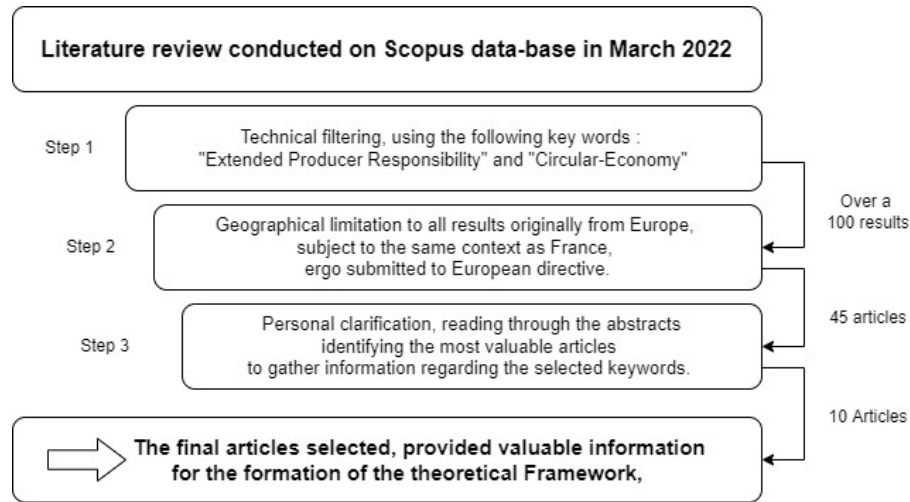 Literature review conducted on Scopus data-base in March 2022
Step 1
Technical filtering, using the following key words :
"Extended Producer Responsibility" and "Circular-Economy"
Over a
100 results
Step 2
Geographical limitation to all results originally from Europe,
subject to the same context as France,
ergo submitted to European directive.
45 articles
Step 3
Personal clarification, reading through the abstracts
identifying the most valuable articles
to gather information regarding the selected keywords.
10 Articles
The final articles selected, provided valuable information
for the formation of the theoretical Framework,